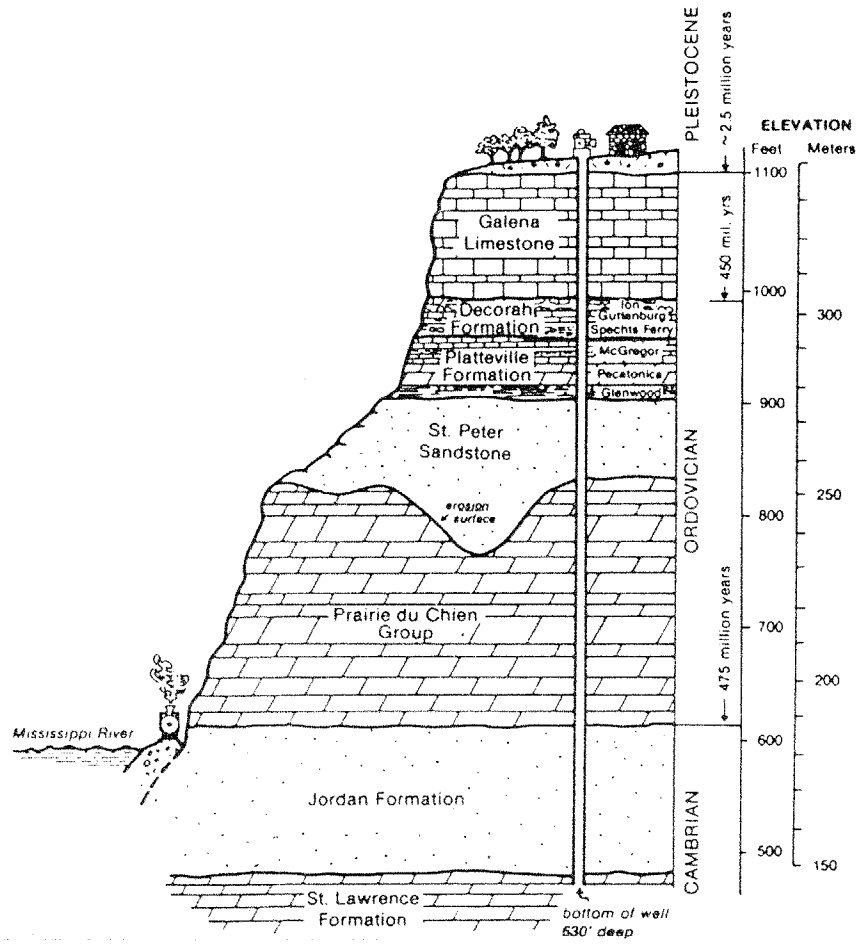 PLEISTOCENE
~2.5 million years
ELEVATION
Feet Meters
1100
450 mil. yrs.
Galena
Limestone
1000
300
Decorah
Formation
Ion
Guttenburg
Spechts Ferry
Platteville
Formation
McGregor
Pecatonica
Glenwood
900
St. Peter
Sandstone
ORDOVICIAN
250
erosion
surface
800
Prairie du Chien
Group
475 million years
700
200
Mississippi River
600
Jordan Formation
CAMBRIAN
500
150
St. Lawrence
Formation
bottom of well
630' deep